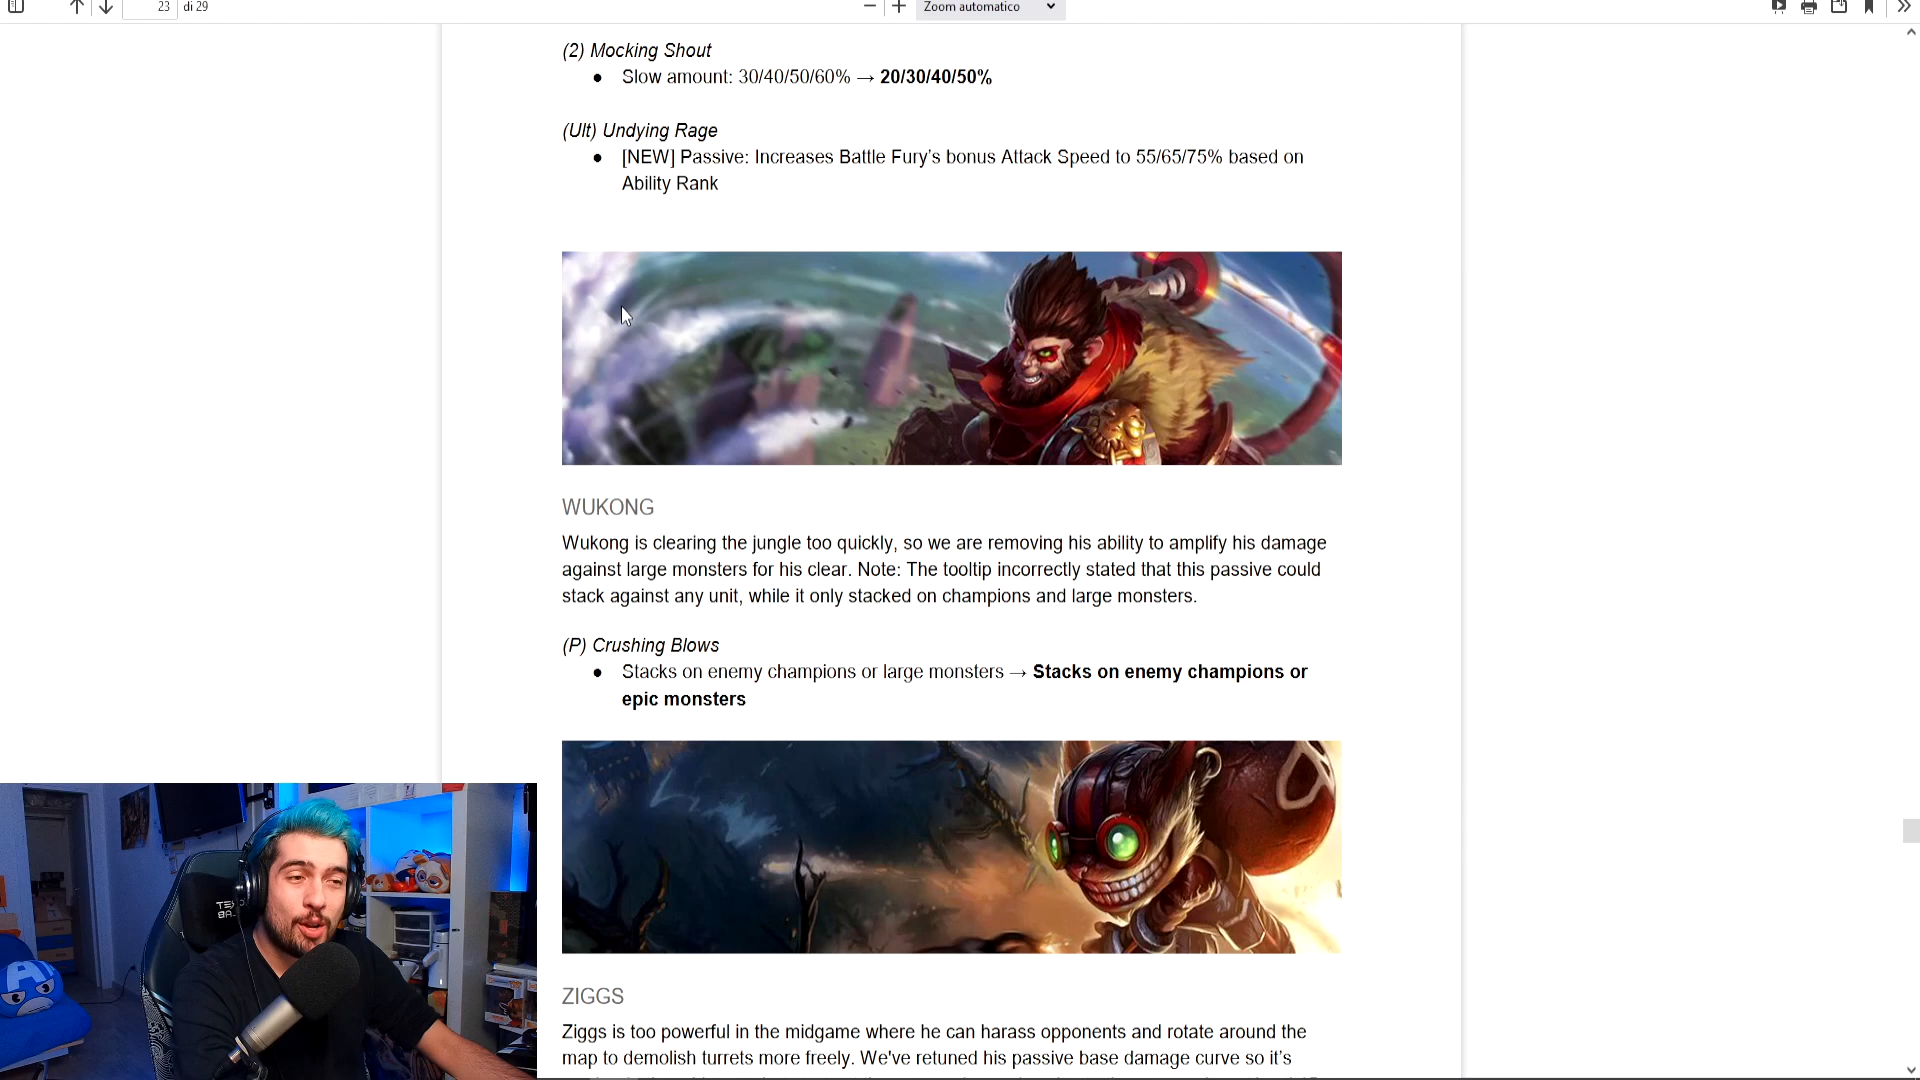 23 di 29 Zoom automatico
(2) Mocking Shout
● Slow amount: 30/40/50/60% → 20/30/40/50%
(Ult) Undying Rage
● [NEW] Passive: Increases Battle Fury’s bonus Attack Speed to 55/65/75% based on
Ability Rank
WUKONG
Wukong is clearing the jungle too quickly, so we are removing his ability to amplify his damage
against large monsters for his clear. Note: The tooltip incorrectly stated that this passive could
stack against any unit, while it only stacked on champions and large monsters.
(P) Crushing Blows
● Stacks on enemy champions or large monsters → Stacks on enemy champions or
epic monsters
ZIGGS
Ziggs is too powerful in the midgame where he can harass opponents and rotate around the
map to demolish turrets more freely. We've retuned his passive base damage curve so it’s